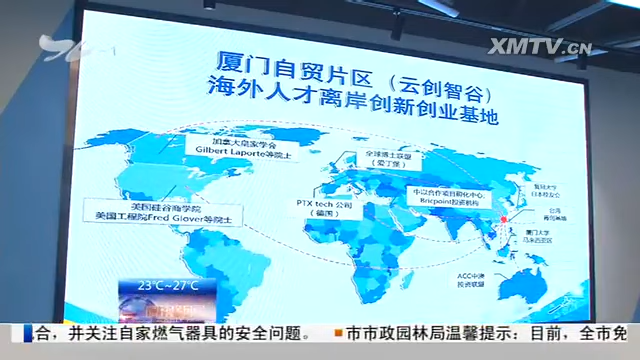 XMTV.CN
厦门自贸片区（云创智谷）
海外人才离岸创新创业基地
加拿大皇家学会
Gilbert Laporte等院士
全球博士联盟
（爱丁堡）
美国硅谷商学院
美国工程院Fred Glover等院士
PTX tech 公司
（德国）
中以合作项目孵化中心:
Bricpoint投资机构
日本校友会
台湾
厦门大学
马来西亚区
ACC中澳
投资联盟
23℃~27℃
合，并关注自家燃气器具的安全问题。 ■市市政园林局温馨提示：目前，全市免